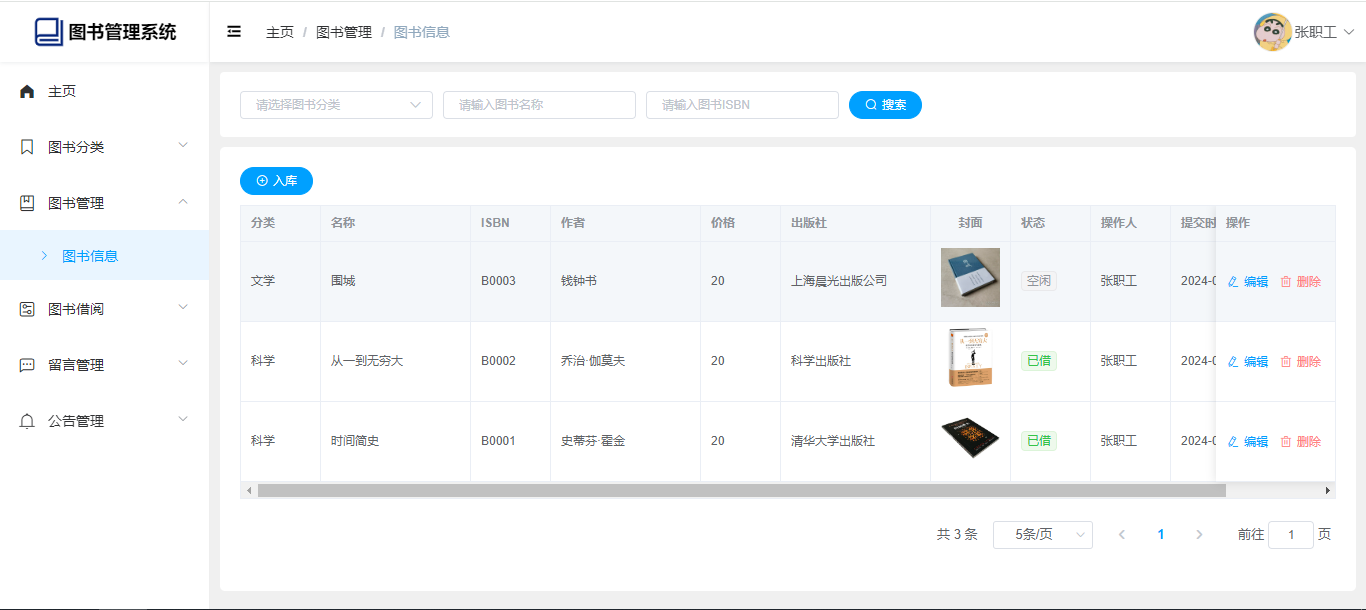 图书管理系统
主页 / 图书管理 / 图书信息
张职工
主页
图书分类
图书管理
图书信息
图书借阅
留言管理
公告管理
请选择图书分类 请输入图书名称 请输入图书ISBN 搜索
入库
分类 名称 ISBN 作者 价格 出版社 封面 状态 操作人 提交时 操作
文学 围城 B0003 钱钟书 20 上海晨光出版公司 空闲 张职工 2024-0 编辑 删除
科学 从一到无穷大 B0002 乔治·伽莫夫 20 科学出版社 已借 张职工 2024-0 编辑 删除
科学 时间简史 B0001 史蒂芬·霍金 20 清华大学出版社 已借 张职工 2024-0 编辑 删除
共 3 条 5条/页 1 前往 1 页